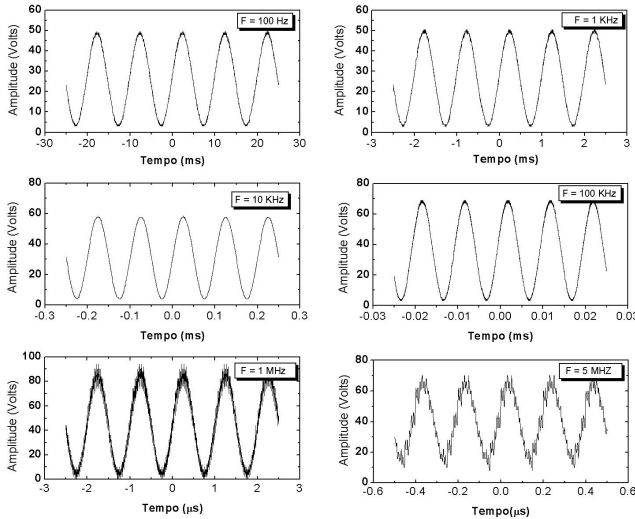 F = 100 Hz
Amplitude (Volts)
60
50
40
30
20
10
0
-30 -20 -10 0 10 20 30
Tempo (ms)
F = 1 KHz
Amplitude (Volts)
60
50
40
30
20
10
0
-3 -2 -1 0 1 2 3
Tempo (ms)
F = 10 KHz
Amplitude (Volts)
80
60
40
20
0
-0.3 -0.2 -0.1 0.0 0.1 0.2 0.3
Tempo (ms)
F = 100 KHz
Amplitude (Volts)
80
60
40
20
0
-0.03 -0.02 -0.01 0.00 0.01 0.02 0.03
Tempo (ms)
F = 1 MHz
Amplitude (Volts)
100
80
60
40
20
0
-3 -2 -1 0 1 2 3
Tempo (µs)
F = 5 MHZ
Amplitude (Volts)
80
60
40
20
0
-0.6 -0.4 -0.2 0.0 0.2 0.4 0.6
Tempo(µs)